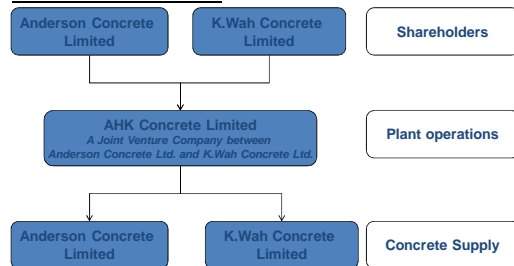 Anderson Concrete
Limited
K.Wah Concrete
Limited
Shareholders
AHK Concrete Limited
A Joint Venture Company between
Anderson Concrete Ltd. and K.Wah Concrete Ltd.
Plant operations
Anderson Concrete
Limited
K.Wah Concrete
Limited
Concrete Supply